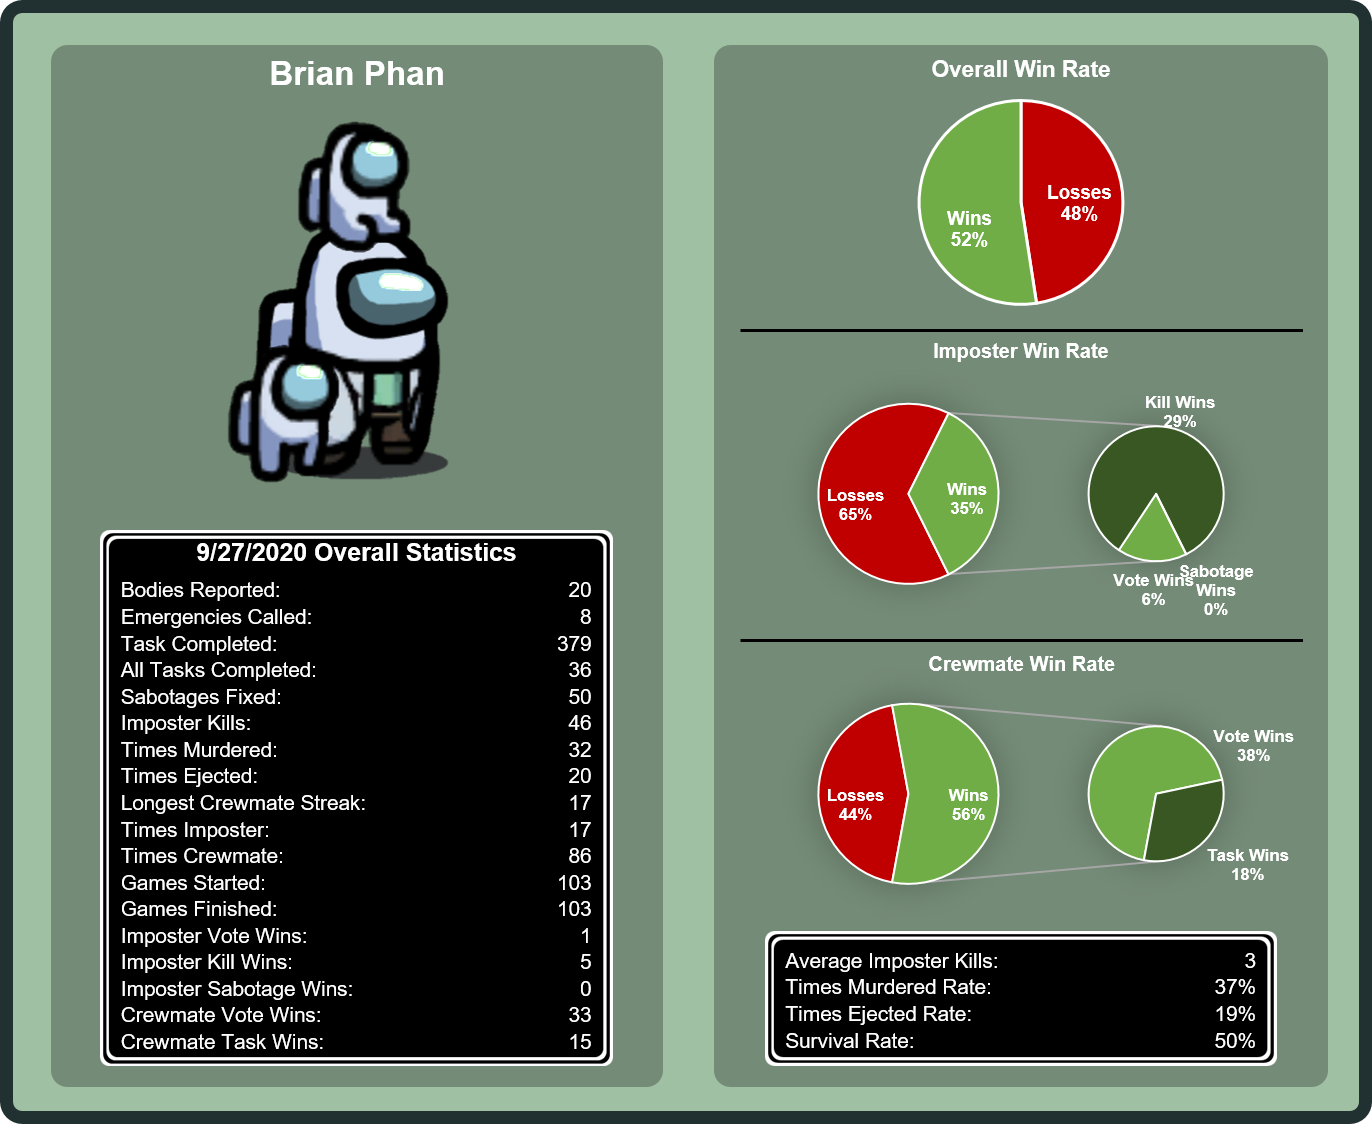 Brian Phan
9/27/2020 Overall Statistics
Bodies Reported: 20
Emergencies Called: 8
Task Completed: 379
All Tasks Completed: 36
Sabotages Fixed: 50
Imposter Kills: 46
Times Murdered: 32
Times Ejected: 20
Longest Crewmate Streak: 17
Times Imposter: 17
Times Crewmate: 86
Games Started: 103
Games Finished: 103
Imposter Vote Wins: 1
Imposter Kill Wins: 5
Imposter Sabotage Wins: 0
Crewmate Vote Wins: 33
Crewmate Task Wins: 15
Overall Win Rate
Wins
52%
Losses
48%
Imposter Win Rate
Losses
65%
Wins
35%
Kill Wins
29%
Vote Wins
6%
Sabotage
Wins
0%
Crewmate Win Rate
Losses
44%
Wins
56%
Vote Wins
38%
Task Wins
18%
Average Imposter Kills: 3
Times Murdered Rate: 37%
Times Ejected Rate: 19%
Survival Rate: 50%